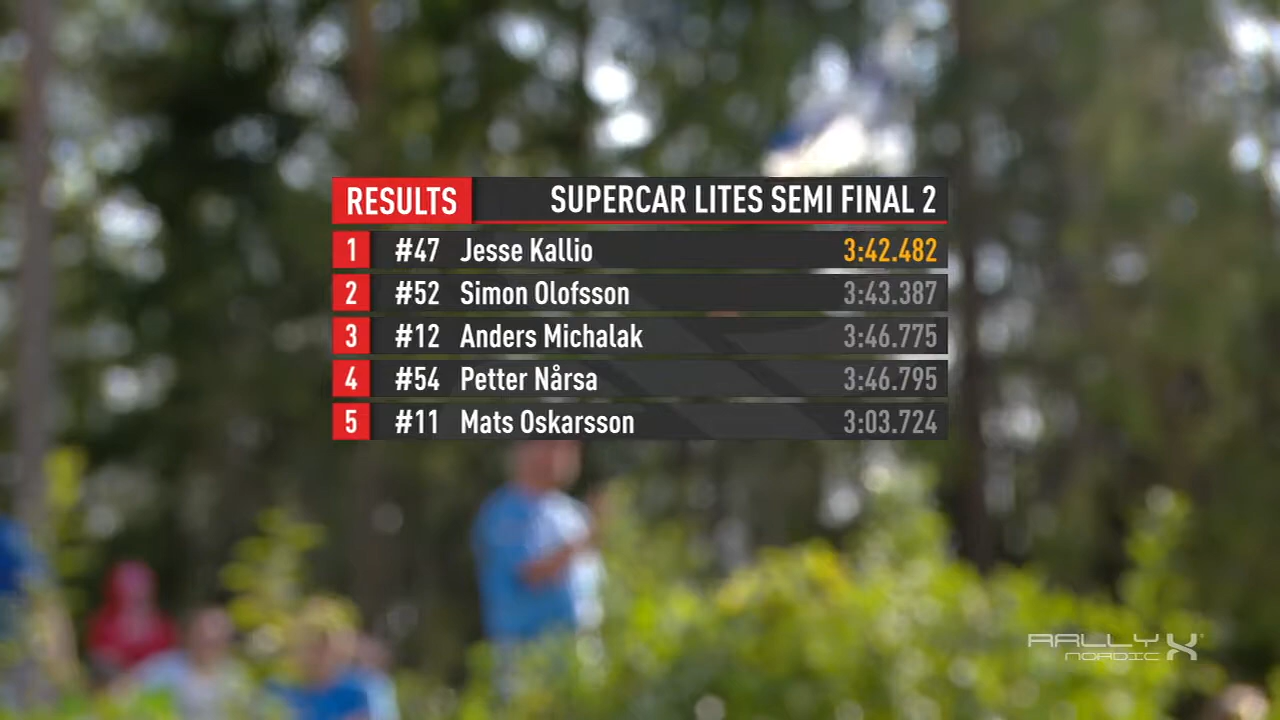 RESULTS SUPERCAR LITES SEMI FINAL 2
1 #47 Jesse Kallio 3:42.482
2 #52 Simon Olofsson 3:43.387
3 #12 Anders Michalak 3:46.775
4 #54 Petter Nårsa 3:46.795
5 #11 Mats Oskarsson 3:03.724
RALLYX
NORDIC